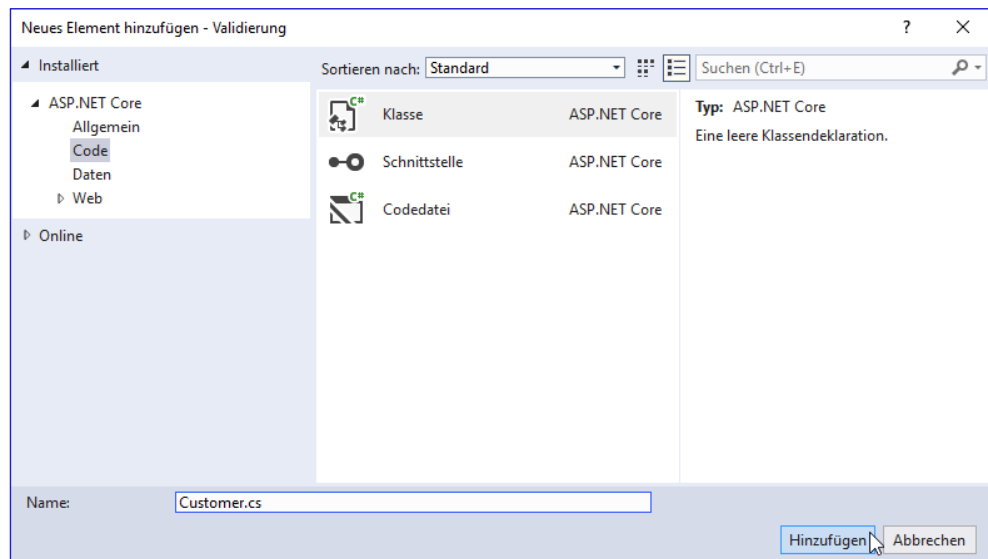 Neues Element hinzufügen - Validierung
?
Installiert
Sortieren nach: Standard
Suchen (Ctrl+E)
ASP.NET Core
Allgemein
Code
Daten
Web
Online
C# Klasse ASP.NET Core
Schnittstelle ASP.NET Core
C# Codedatei ASP.NET Core
Typ: ASP.NET Core
Eine leere Klassendeklaration.
Name: Customer.cs
Hinzufügen Abbrechen